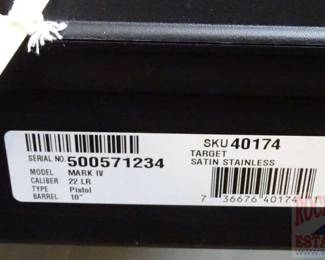 SERIAL NO. 500571234
MODEL MARK IV
CALIBER 22 LR
TYPE Pistol
BARREL 10"
SKU 40174
TARGET
SATIN STAINLESS
7 36676 40174
ESTA